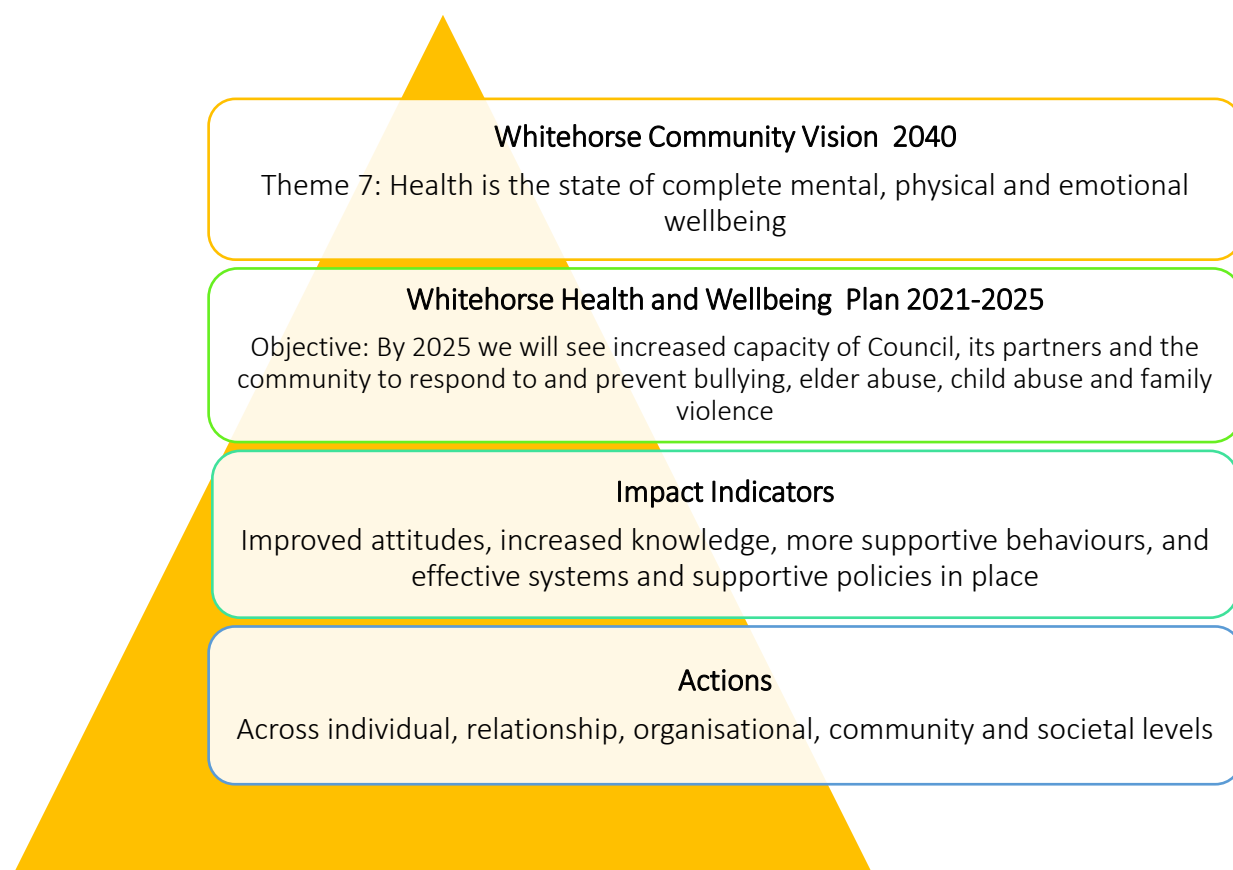 Whitehorse Community Vision 2040
Theme 7: Health is the state of complete mental, physical and emotional
wellbeing
Whitehorse Health and Wellbeing Plan 2021-2025
Objective: By 2025 we will see increased capacity of Council, its partners and the
community to respond to and prevent bullying, elder abuse, child abuse and family
violence
Impact Indicators
Improved attitudes, increased knowledge, more supportive behaviours, and
effective systems and supportive policies in place
Actions
Across individual, relationship, organisational, community and societal levels